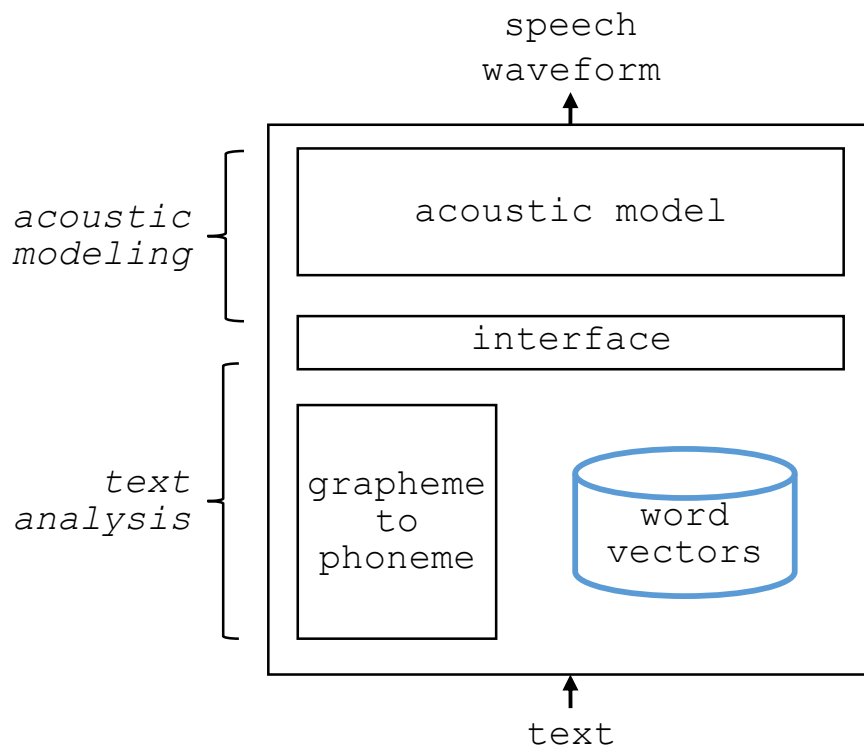 speech
waveform
acoustic
modeling
acoustic model
interface
text
analysis
grapheme
to
phoneme
word
vectors
text